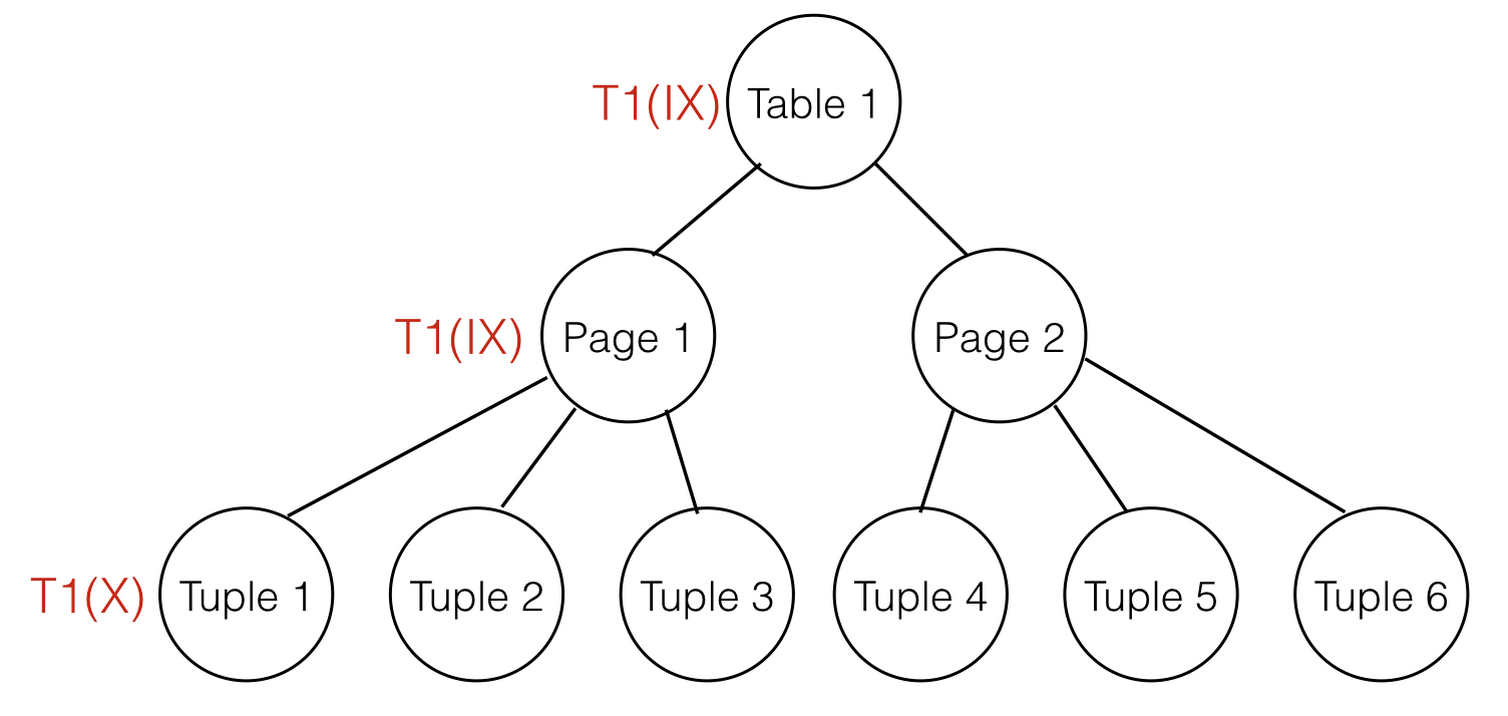 T1(IX) Table 1
T1(IX) Page 1 Page 2
T1(X) Tuple 1 Tuple 2 Tuple 3 Tuple 4 Tuple 5 Tuple 6